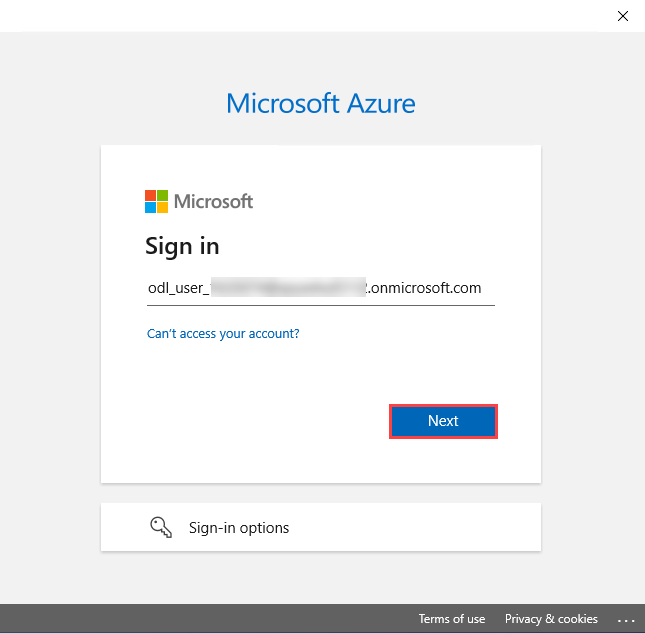 Microsoft Azure
Microsoft
Sign in
odl_user_ .onmicrosoft.com
Can't access your account?
Next
Sign-in options
Terms of use Privacy & cookies ...